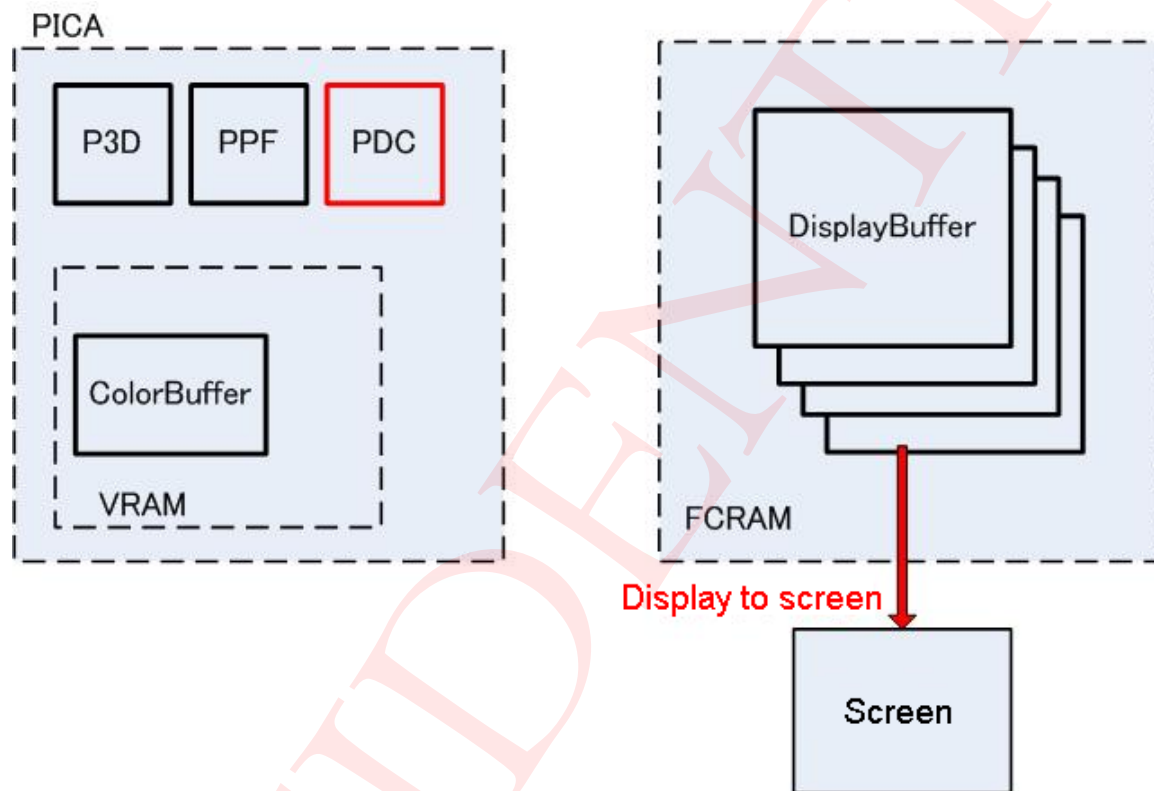 PICA
P3D
PPF
PDC
ColorBuffer
VRAM
DisplayBuffer
FCRAM
Display to screen
Screen